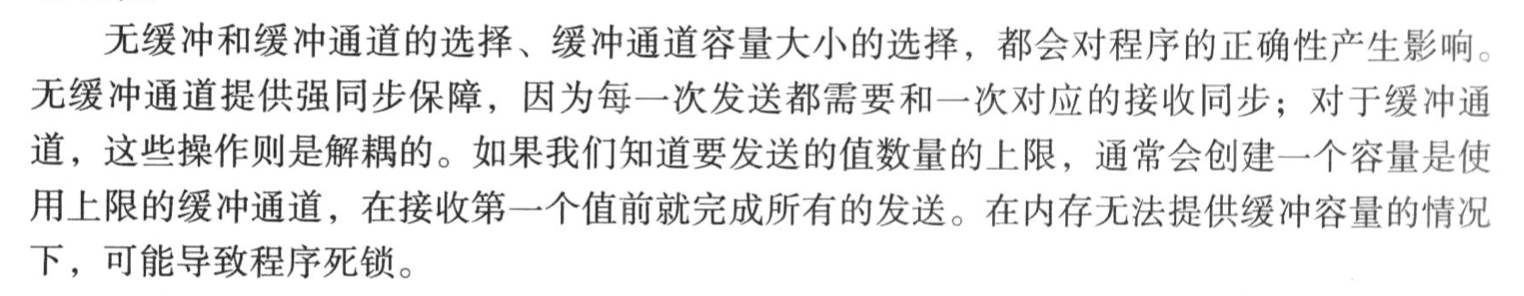 无缓冲和缓冲通道的选择、缓冲通道容量大小的选择，都会对程序的正确性产生影响。
无缓冲通道提供强同步保障，因为每一次发送都需要和一次对应的接收同步；对于缓冲通
道，这些操作则是解耦的。如果我们知道要发送的值数量的上限，通常会创建一个容量是使
用上限的缓冲通道，在接收第一个值前就完成所有的发送。在内存无法提供缓冲容量的情况
下，可能导致程序死锁。